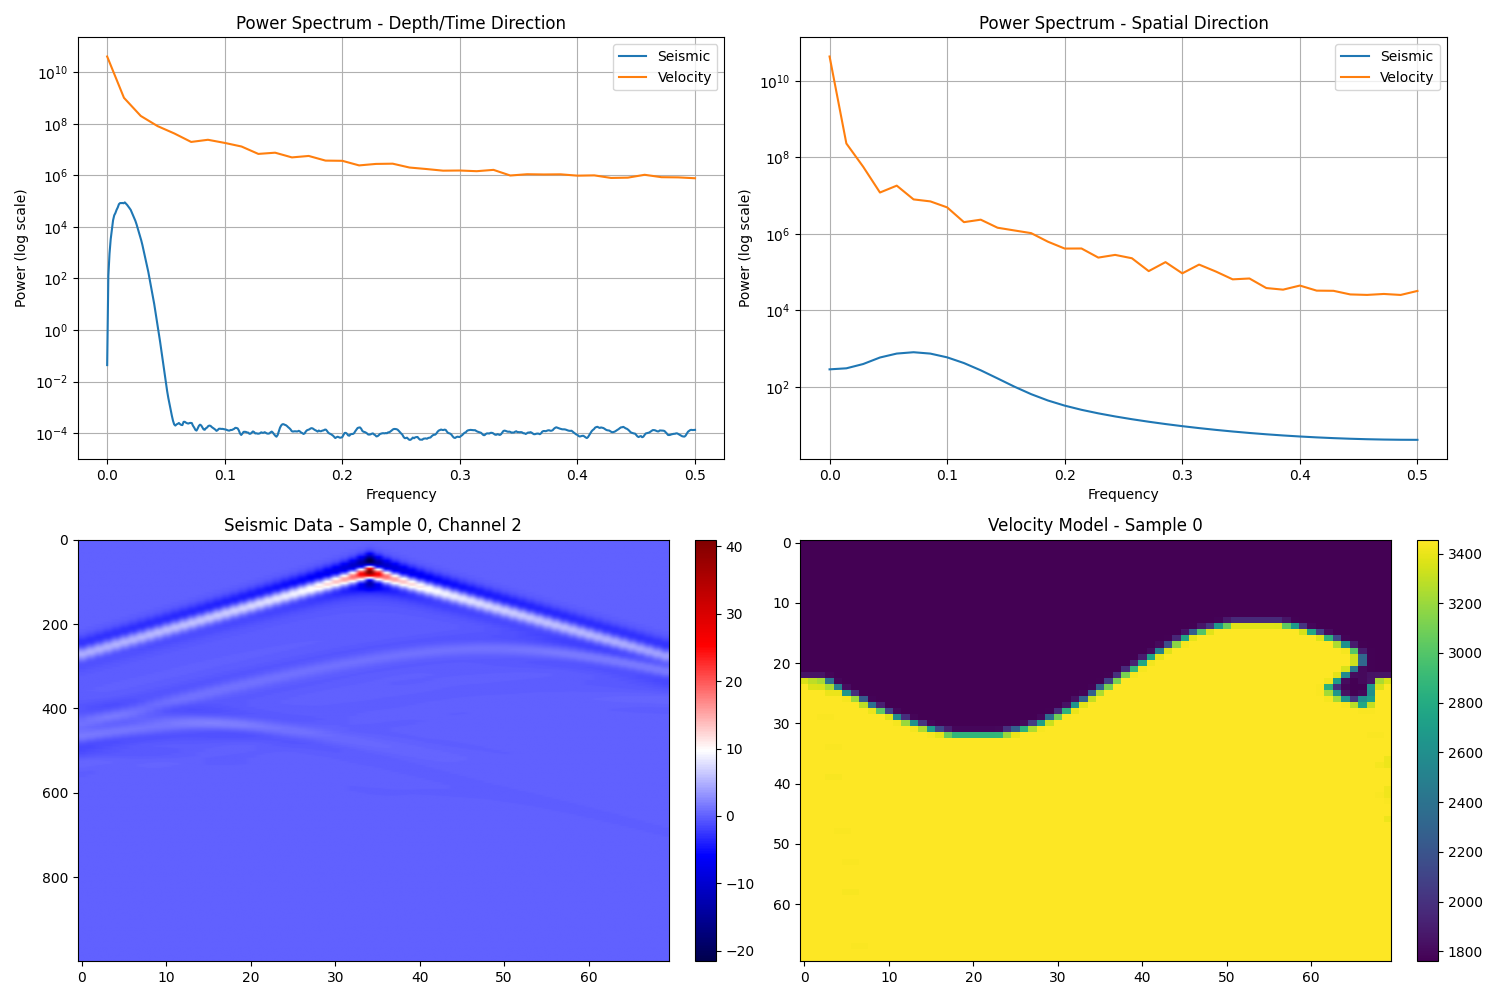 Power Spectrum - Depth/Time Direction
Seismic
Velocity
Power (log scale)
10^10
10^8
10^6
10^4
10^2
10^0
10^-2
10^-4
0.0 0.1 0.2 0.3 0.4 0.5
Frequency
Power Spectrum - Spatial Direction
Seismic
Velocity
Power (log scale)
10^10
10^8
10^6
10^4
10^2
0.0 0.1 0.2 0.3 0.4 0.5
Frequency
Seismic Data - Sample 0, Channel 2
0
200
400
600
800
0 10 20 30 40 50 60
40
30
20
10
0
−10
−20
Velocity Model - Sample 0
0
10
20
30
40
50
60
0 10 20 30 40 50 60
3400
3200
3000
2800
2600
2400
2200
2000
1800